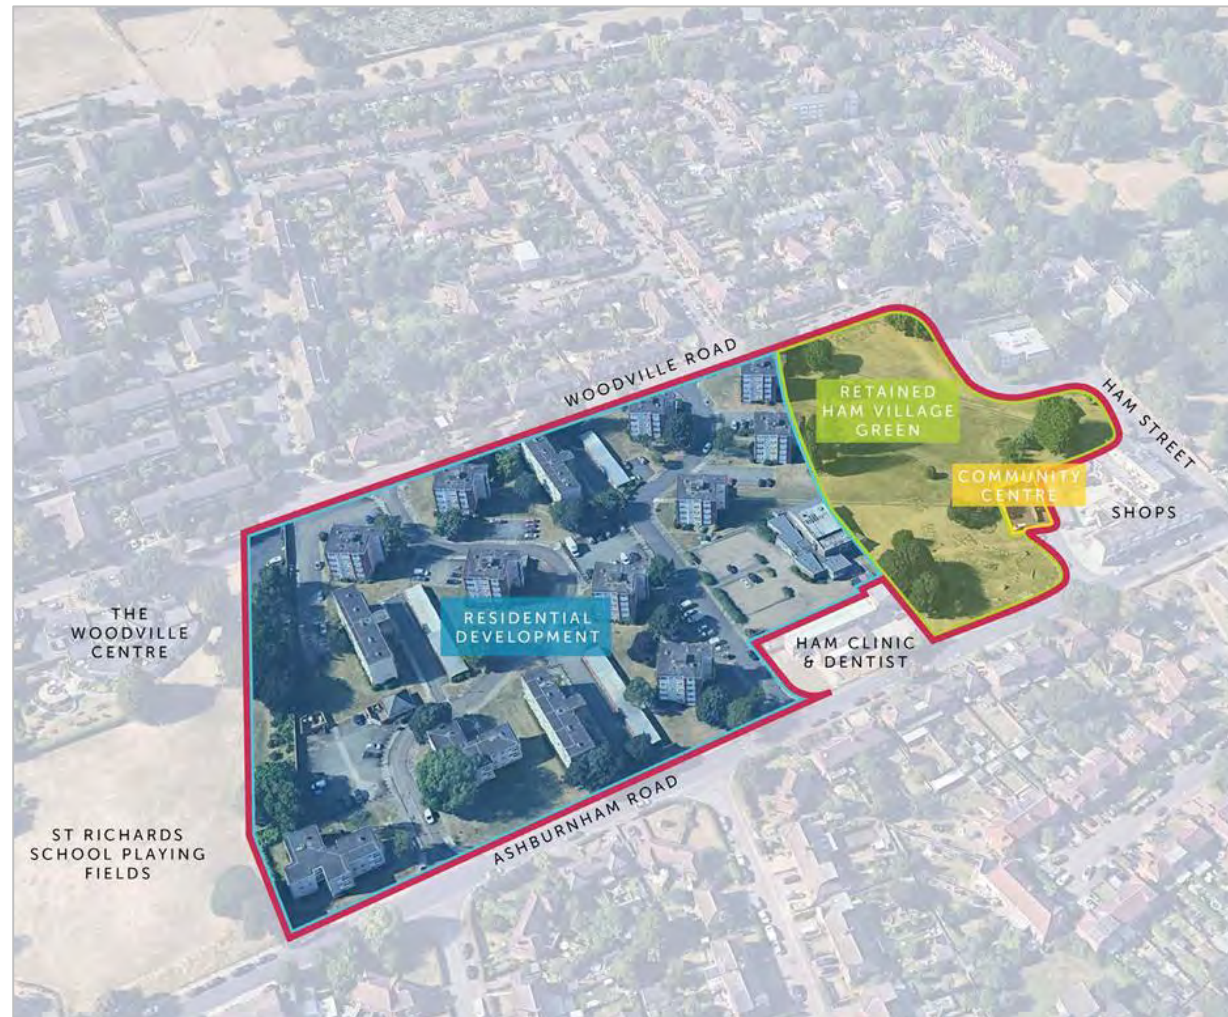 WOODVILLE ROAD
RETAINED
HAM VILLAGE
GREEN
HAM STREET
COMMUNITY
CENTRE
SHOPS
THE
WOODVILLE
CENTRE
RESIDENTIAL
DEVELOPMENT
HAM CLINIC
& DENTIST
ASHBURNHAM ROAD
ST RICHARDS
SCHOOL PLAYING
FIELDS